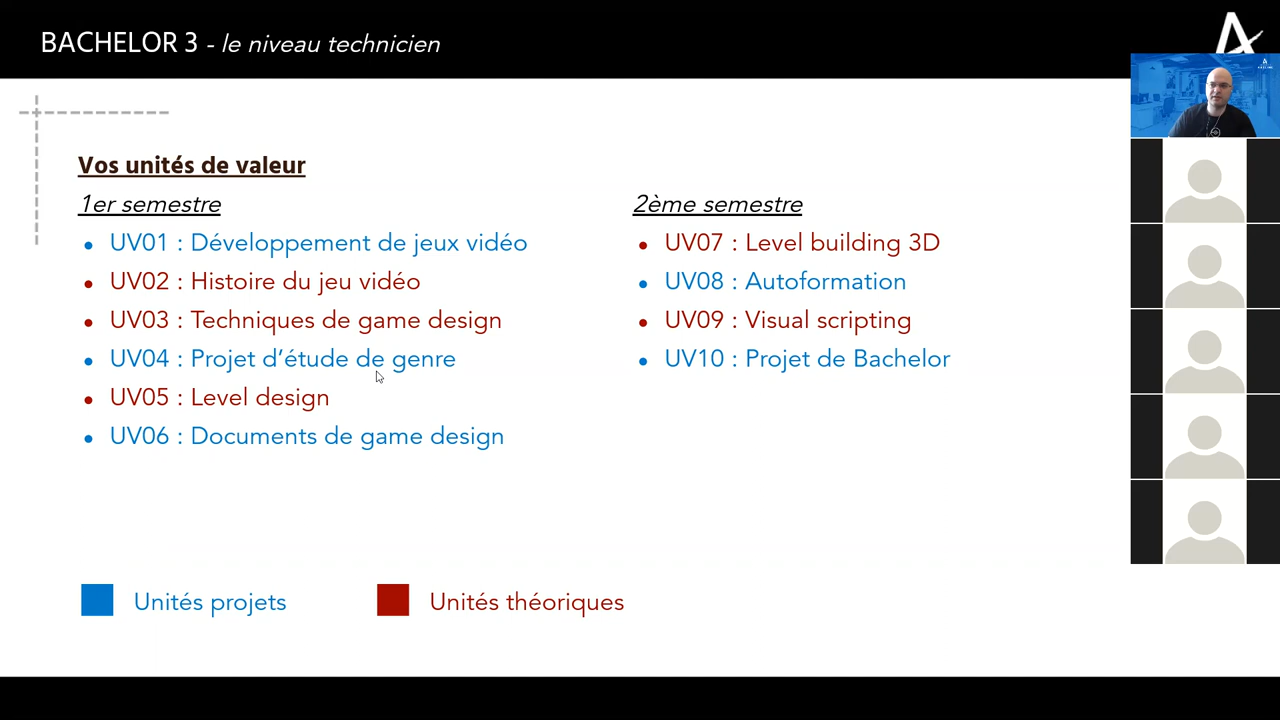 BACHELOR 3 - le niveau technicien
Vos unités de valeur
1er semestre
• UV01 : Développement de jeux vidéo
• UV02 : Histoire du jeu vidéo
• UV03 : Techniques de game design
• UV04 : Projet d'étude de genre
• UV05 : Level design
• UV06 : Documents de game design
2ème semestre
• UV07 : Level building 3D
• UV08 : Autoformation
• UV09 : Visual scripting
• UV10 : Projet de Bachelor
Unités projets
Unités théoriques